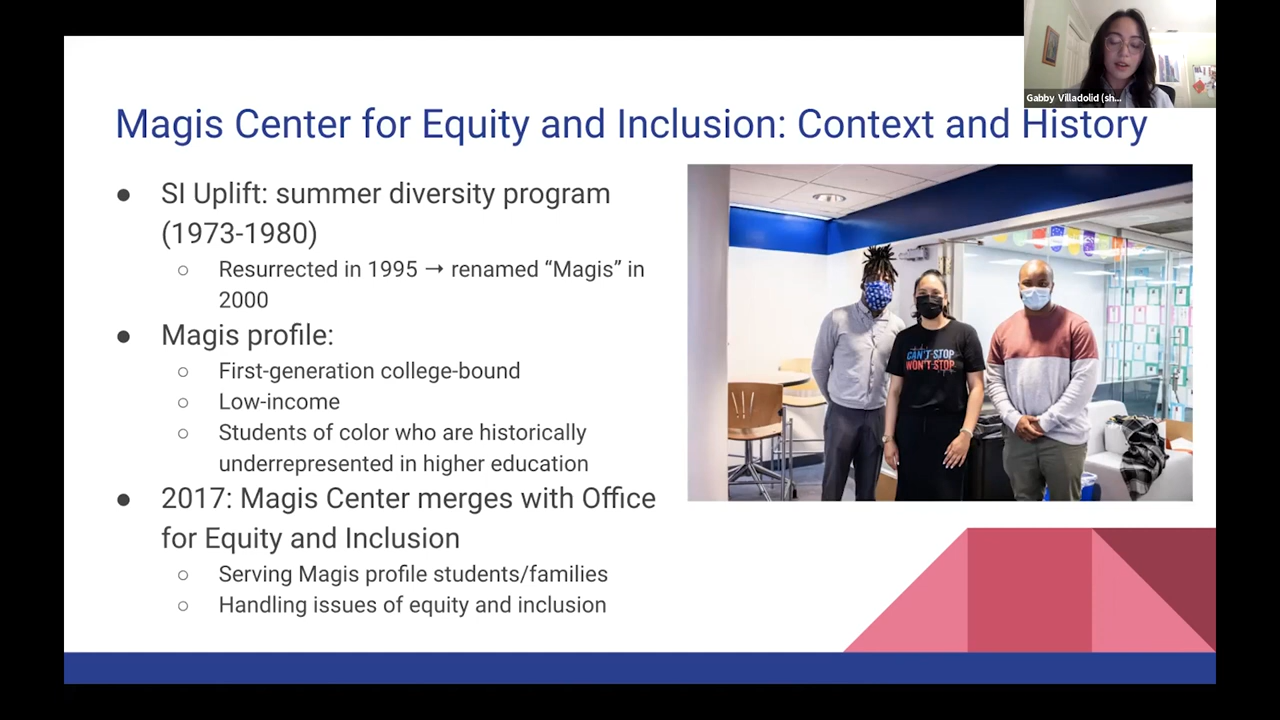 Gabby Villadolid (sh...
Magis Center for Equity and Inclusion: Context and History
● SI Uplift: summer diversity program
(1973-1980)
○ Resurrected in 1995 → renamed “Magis” in
2000
● Magis profile:
○ First-generation college-bound
○ Low-income
○ Students of color who are historically
underrepresented in higher education
● 2017: Magis Center merges with Office
for Equity and Inclusion
○ Serving Magis profile students/families
○ Handling issues of equity and inclusion
CAN'T STOP
WON'T STOP